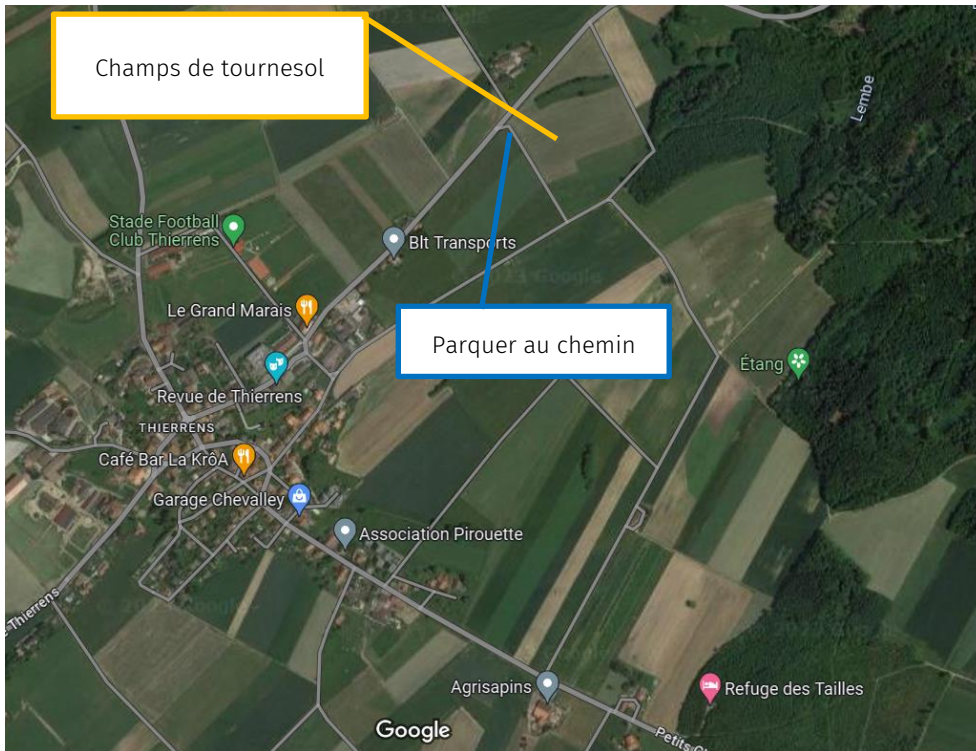 Champs de tournesol
Lembe
Stade Football
Club Thierrens
Blt Transports
Le Grand Marais
Parquer au chemin
Étang
Revue de Thierrens
THIERRENS
Café Bar La KrôA
Garage Chevalley
Association Pirouette
Agrisapins
Refuge des Tailles
Google